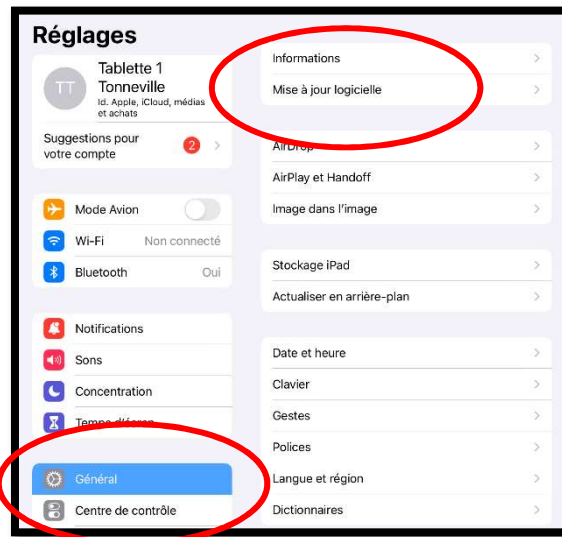 Réglages
TT
Tablette 1
Tonneville
Id. Apple, iCloud, médias
et achats
Suggestions pour
votre compte
2
Mode Avion
Wi-Fi Non connecté
Bluetooth Oui
Notifications
Sons
Concentration
Temps d'écran
Général
Centre de contrôle
Informations
Mise à jour logicielle
AirDrop
AirPlay et Handoff
Image dans l'image
Stockage iPad
Actualiser en arrière-plan
Date et heure
Clavier
Gestes
Polices
Langue et région
Dictionnaires